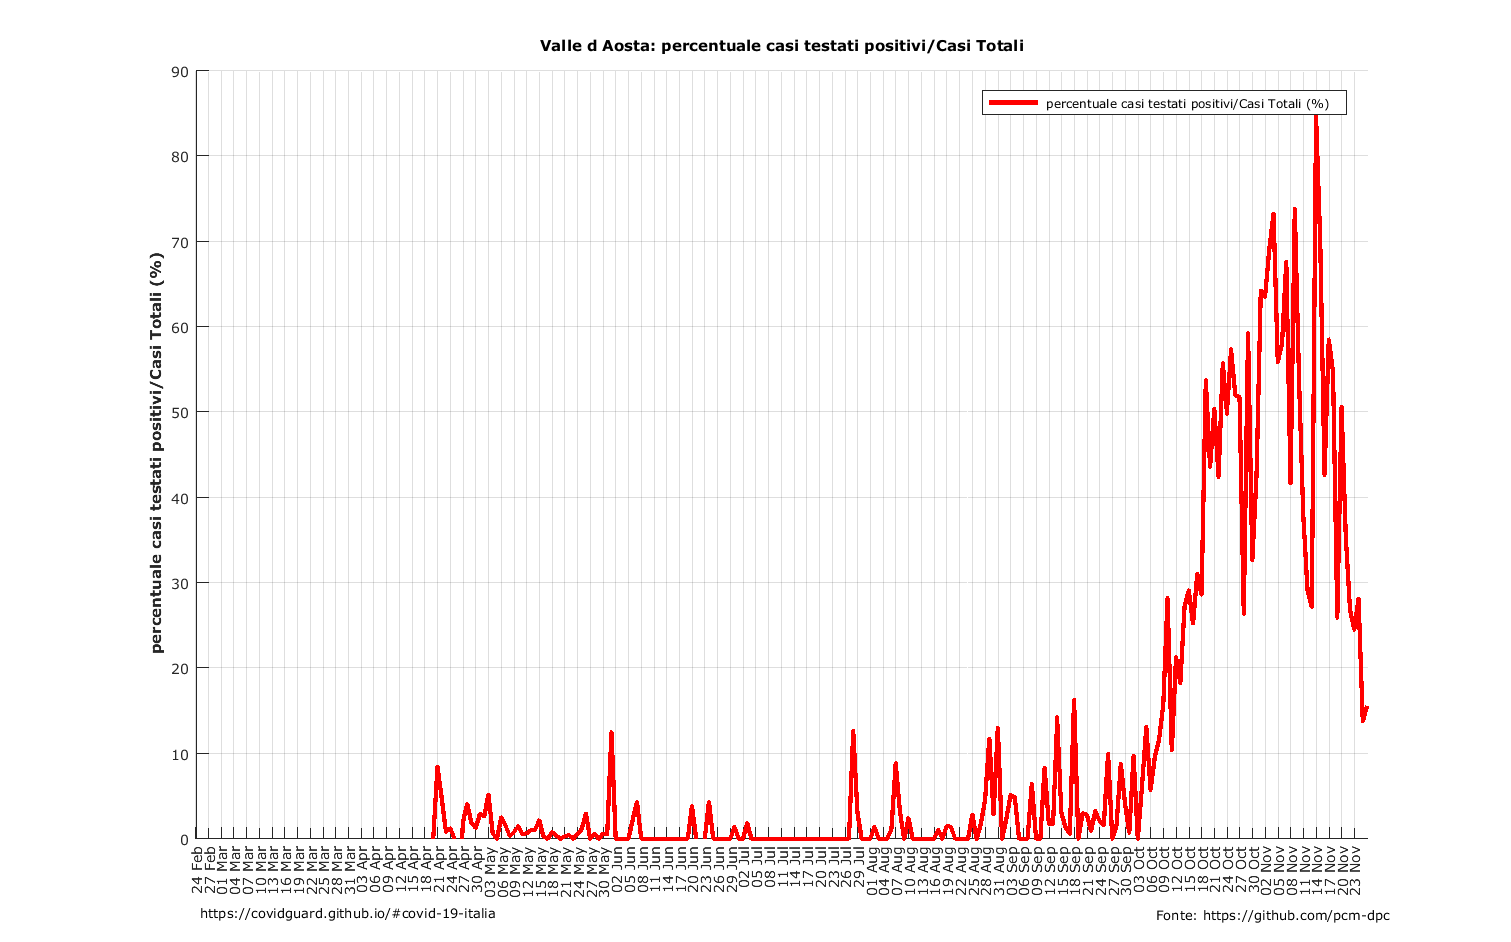 Valle d Aosta: percentuale casi testati positivi/Casi Totali
percentuale casi testati positivi/Casi Totali (%)
percentuale casi testati positivi/Casi Totali (%)
90
80
70
60
50
40
30
20
10
0
24 Feb
27 Feb
01 Mar
04 Mar
07 Mar
10 Mar
13 Mar
16 Mar
19 Mar
22 Mar
25 Mar
28 Mar
31 Mar
03 Apr
06 Apr
09 Apr
12 Apr
15 Apr
18 Apr
21 Apr
24 Apr
27 Apr
30 Apr
03 May
06 May
09 May
12 May
15 May
18 May
21 May
24 May
27 May
30 May
02 Jun
05 Jun
08 Jun
11 Jun
14 Jun
17 Jun
20 Jun
23 Jun
26 Jun
29 Jun
02 Jul
05 Jul
08 Jul
11 Jul
14 Jul
17 Jul
20 Jul
23 Jul
26 Jul
29 Jul
01 Aug
04 Aug
07 Aug
10 Aug
13 Aug
16 Aug
19 Aug
22 Aug
25 Aug
28 Aug
31 Aug
03 Sep
06 Sep
09 Sep
12 Sep
15 Sep
18 Sep
21 Sep
24 Sep
27 Sep
30 Sep
03 Oct
06 Oct
09 Oct
12 Oct
15 Oct
18 Oct
21 Oct
24 Oct
27 Oct
30 Oct
02 Nov
05 Nov
08 Nov
11 Nov
14 Nov
17 Nov
20 Nov
23 Nov
https://covidguard.github.io/#covid-19-italia
Fonte: https://github.com/pcm-dpc